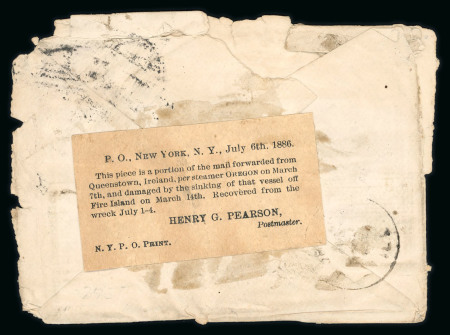 P. O., NEW YORK, N. Y., July 6th, 1886.
This piece is a portion of the mail forwarded from
Queenstown, Ireland, per steamer OREGON on March
7th, and damaged by the sinking of that vessel off
Fire Island on March 14th. Recovered from the
wreck July 1-4.
HENRY G. PEARSON,
Postmaster.
N. Y. P. O. PRINT.